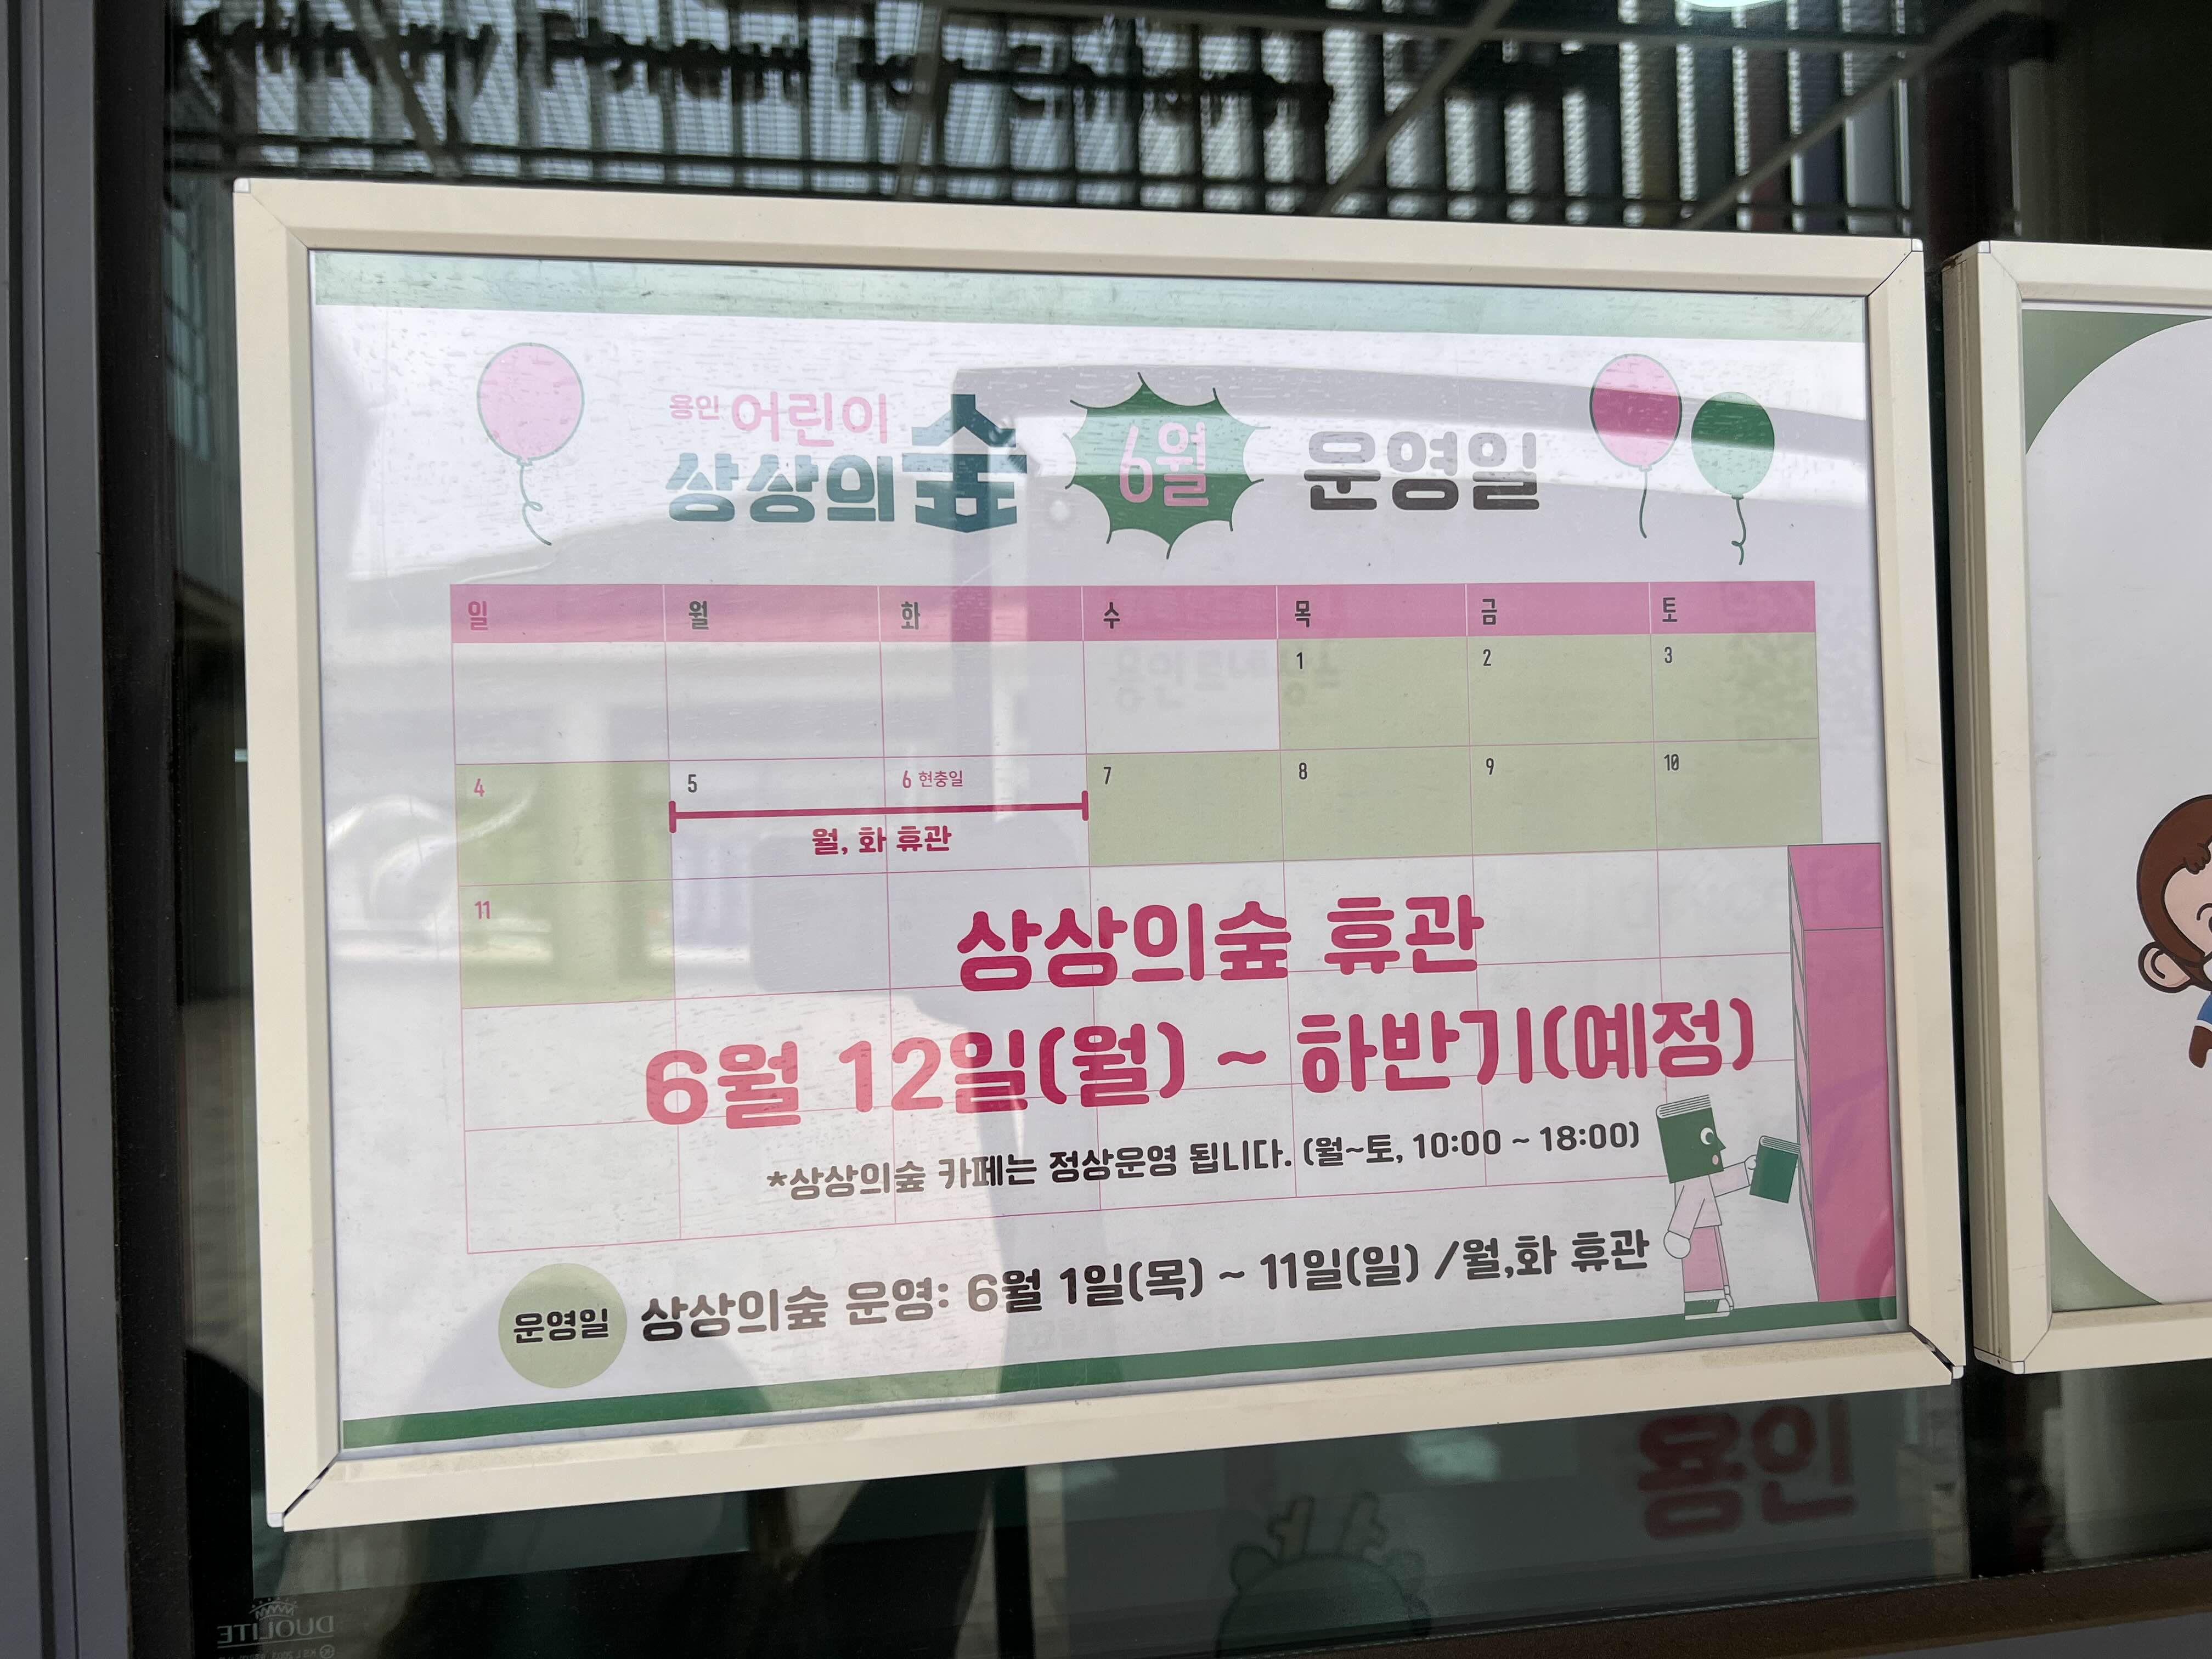 용인 어린이
상상의숲 6월 운영일
일 월 화 수 목 금 토
1 2 3
4 5 6 현충일 7 8 9 10
월, 화 휴관
11
상상의숲 휴관
6월 12일(월) ~ 하반기(예정)
*상상의숲 카페는 정상운영 됩니다. (월~토, 10:00 ~ 18:00)
운영일 상상의숲 운영: 6월 1일(목) ~ 11일(일) /월,화 휴관
용인
DUOLITE